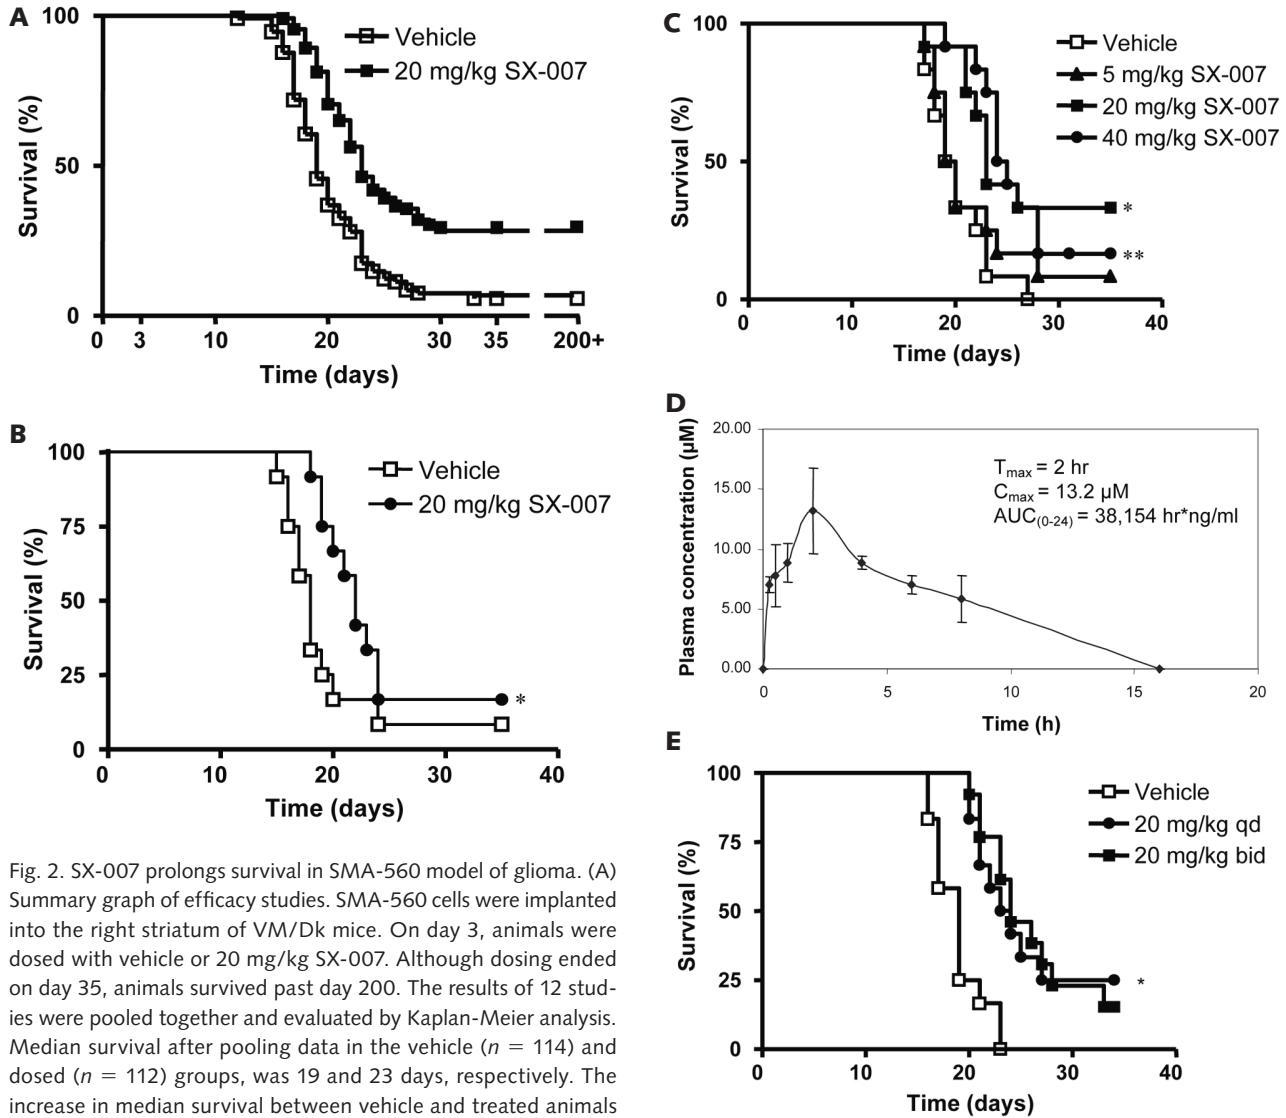 A
100
50
0
Survival (%)
Vehicle
20 mg/kg SX-007
0 3 10 20 30 35 200+
Time (days)
B
100
75
50
25
0
Survival (%)
Vehicle
20 mg/kg SX-007
*
0 10 20 30 40
Time (days)
Fig. 2. SX-007 prolongs survival in SMA-560 model of glioma. (A)
Summary graph of efficacy studies. SMA-560 cells were implanted
into the right striatum of VM/Dk mice. On day 3, animals were
dosed with vehicle or 20 mg/kg SX-007. Although dosing ended
on day 35, animals survived past day 200. The results of 12 stud-
ies were pooled together and evaluated by Kaplan-Meier analysis.
Median survival after pooling data in the vehicle (n = 114) and
dosed (n = 112) groups, was 19 and 23 days, respectively. The
increase in median survival between vehicle and treated animals
C
100
50
0
Survival (%)
Vehicle
5 mg/kg SX-007
20 mg/kg SX-007
40 mg/kg SX-007
*
**
0 10 20 30 40
Time (days)
D
20.00
15.00
10.00
5.00
0.00
Plasma concentration (µM)
Tmax = 2 hr
Cmax = 13.2 µM
AUC(0-24) = 38,154 hr*ng/ml
0 5 10 15 20
Time (h)
E
100
75
50
25
0
Survival (%)
Vehicle
20 mg/kg qd
20 mg/kg bid
*
0 10 20 30 40
Time (days)